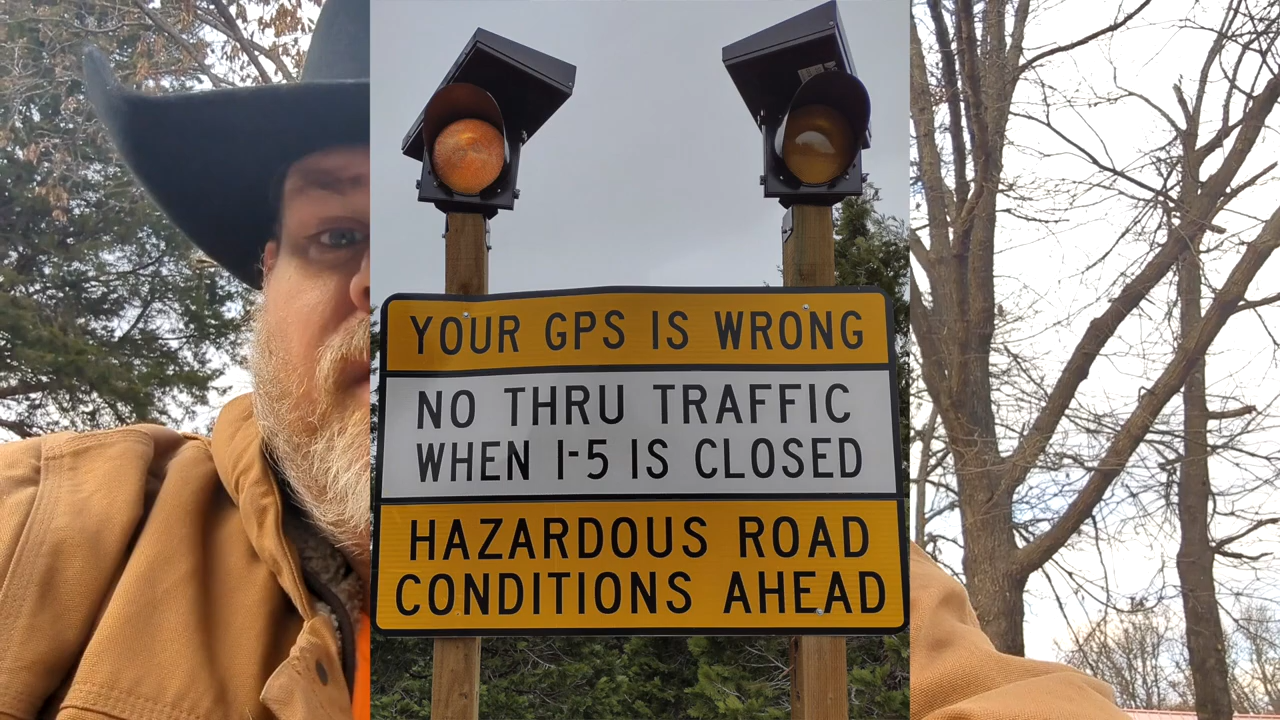 YOUR GPS IS WRONG
NO THRU TRAFFIC
WHEN I-5 IS CLOSED
HAZARDOUS ROAD
CONDITIONS AHEAD